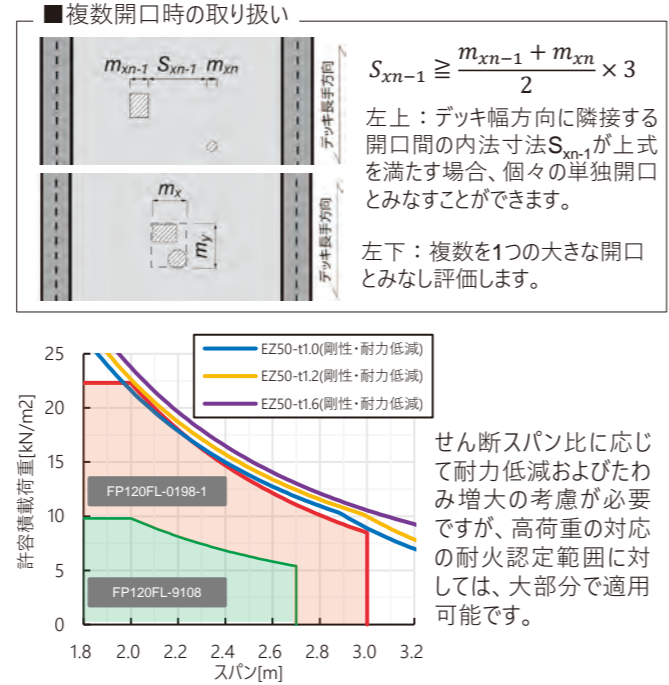 ■複数開口時の取り扱い
mxn-1 Sxn-1 mxn
デッキ長手方向
Sxn−1 ≧ (mxn−1 + mxn) / 2 × 3
左上：デッキ幅方向に隣接する
開口間の内法寸法Sxn-1が上式
を満たす場合、個々の単独開口
とみなすことができます。
mx
my
デッキ長手方向
左下：複数を1つの大きな開口
とみなし評価します。
EZ50-t1.0(剛性・耐力低減)
EZ50-t1.2(剛性・耐力低減)
EZ50-t1.6(剛性・耐力低減)
許容積載荷重[kN/m2]
25
20
15
10
5
0
FP120FL-0198-1
FP120FL-9108
1.8 2.0 2.2 2.4 2.6 2.8 3.0 3.2
スパン[m]
せん断スパン比に応じ
て耐力低減およびたわ
み増大の考慮が必要
ですが、高荷重の対応
の耐火認定範囲に対
しては、大部分で適用
可能です。